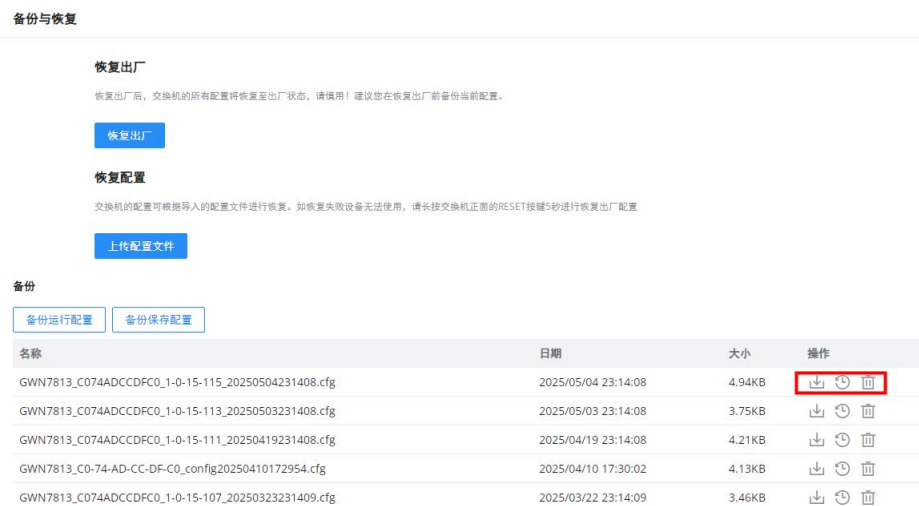 备份与恢复
恢复出厂
恢复出厂后，交换机的所有配置将恢复至出厂状态，请慎用！建议您在恢复出厂前备份当前配置。
恢复出厂
恢复配置
交换机的配置可根据导入的配置文件进行恢复。如恢复失败设备无法使用，请长按交换机正面的RESET按键5秒进行恢复出厂配置
上传配置文件
备份
备份运行配置 备份保存配置
名称 日期 大小 操作
GWN7813_C074ADCCDFC0_1-0-15-115_20250504231408.cfg 2025/05/04 23:14:08 4.94KB
GWN7813_C074ADCCDFC0_1-0-15-113_20250503231408.cfg 2025/05/03 23:14:08 3.75KB
GWN7813_C074ADCCDFC0_1-0-15-111_20250419231408.cfg 2025/04/19 23:14:08 4.21KB
GWN7813_C0-74-AD-CC-DF-C0_config20250410172954.cfg 2025/04/10 17:30:02 4.13KB
GWN7813_C074ADCCDFC0_1-0-15-107_20250323231409.cfg 2025/03/22 23:14:09 3.46KB